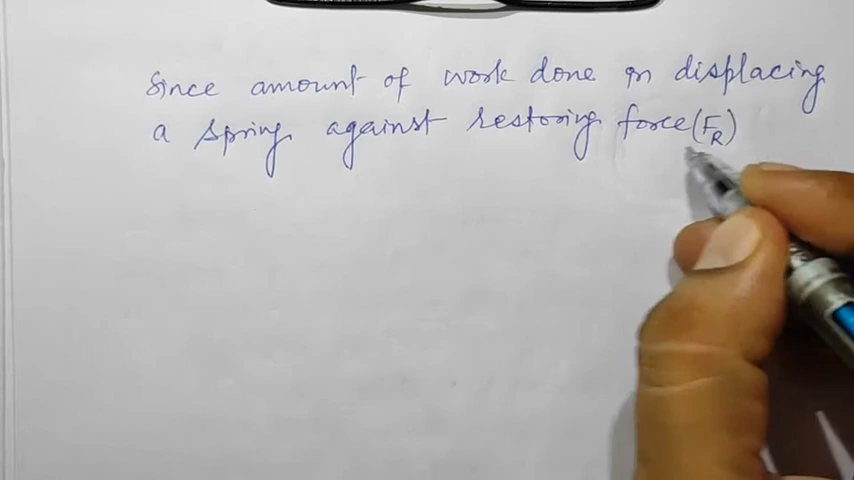 Since amount of work done in displacing
a spring against restoring force (FR)